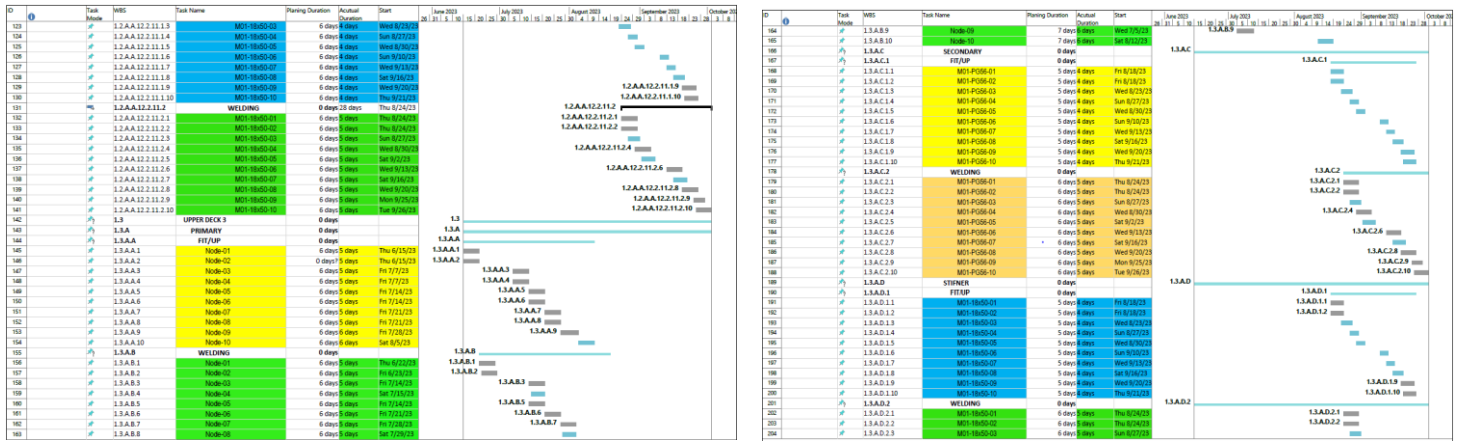 ID Task Mode WBS Task Name Planing Duration Acutual Duration Start June 2023 July 2023 August 2023 September 2023 October 20
26 31 5 10 15 20 25 30 5 10 15 20 25 30 4 9 14 19 24 29 3 8 13 18 23 28 3
123 1.2.A.A.12.2.11.1.3 M01-18x50-03 6 days 4 days Wed 8/23/23
124 1.2.A.A.12.2.11.1.4 M01-18x50-04 6 days 4 days Sun 8/27/23
125 1.2.A.A.12.2.11.1.5 M01-18x50-05 6 days 4 days Wed 8/30/23
126 1.2.A.A.12.2.11.1.6 M01-18x50-06 6 days 4 days Sun 9/10/23
127 1.2.A.A.12.2.11.1.7 M01-18x50-07 6 days 4 days Wed 9/13/23
128 1.2.A.A.12.2.11.1.8 M01-18x50-08 6 days 4 days Sat 9/16/23
129 1.2.A.A.12.2.11.1.9 M01-18x50-09 6 days 4 days Wed 9/20/23 1.2.A.A.12.2.11.1.9
130 1.2.A.A.12.2.11.1.10 M01-18x50-10 6 days 4 days Thu 9/21/23 1.2.A.A.12.2.11.1.10
131 1.2.A.A.12.2.11.2 WELDING 0 days 28 days Thu 8/24/23 1.2.A.A.12.2.11.2
132 1.2.A.A.12.2.11.2.1 M01-18x50-01 6 days 5 days Thu 8/24/23 1.2.A.A.12.2.11.2.1
133 1.2.A.A.12.2.11.2.2 M01-18x50-02 6 days 5 days Thu 8/24/23 1.2.A.A.12.2.11.2.2
134 1.2.A.A.12.2.11.2.3 M01-18x50-03 6 days 5 days Sun 8/27/23
135 1.2.A.A.12.2.11.2.4 M01-18x50-04 6 days 5 days Wed 8/30/23 1.2.A.A.12.2.11.2.4
136 1.2.A.A.12.2.11.2.5 M01-18x50-05 6 days 5 days Sat 9/2/23
137 1.2.A.A.12.2.11.2.6 M01-18x50-06 6 days 5 days Wed 9/13/23 1.2.A.A.12.2.11.2.6
138 1.2.A.A.12.2.11.2.7 M01-18x50-07 6 days 5 days Sat 9/16/23
139 1.2.A.A.12.2.11.2.8 M01-18x50-08 6 days 5 days Wed 9/20/23 1.2.A.A.12.2.11.2.8
140 1.2.A.A.12.2.11.2.9 M01-18x50-09 6 days 5 days Mon 9/25/23 1.2.A.A.12.2.11.2.9
141 1.2.A.A.12.2.11.2.10 M01-18x50-10 6 days 5 days Tue 9/26/23 1.2.A.A.12.2.11.2.10
142 1.3 UPPER DECK 3 0 days 1.3
143 1.3.A PRIMARY 0 days 1.3.A
144 1.3.A.A FIT/UP 0 days 1.3.A.A
145 1.3.A.A.1 Node-01 6 days 5 days Thu 6/15/23 1.3.A.A.1
146 1.3.A.A.2 Node-02 0 days? 5 days Thu 6/15/23 1.3.A.A.2
147 1.3.A.A.3 Node-03 6 days 5 days Fri 7/7/23 1.3.A.A.3
148 1.3.A.A.4 Node-04 6 days 5 days Fri 7/7/23 1.3.A.A.4
149 1.3.A.A.5 Node-05 6 days 5 days Fri 7/14/23 1.3.A.A.5
150 1.3.A.A.6 Node-06 6 days 5 days Fri 7/14/23 1.3.A.A.6
151 1.3.A.A.7 Node-07 6 days 5 days Fri 7/21/23 1.3.A.A.7
152 1.3.A.A.8 Node-08 6 days 5 days Fri 7/21/23 1.3.A.A.8
153 1.3.A.A.9 Node-09 6 days 6 days Fri 7/28/23 1.3.A.A.9
154 1.3.A.A.10 Node-10 6 days 6 days Sat 8/5/23
155 1.3.A.B WELDING 0 days 1.3.A.B
156 1.3.A.B.1 Node-01 6 days 5 days Thu 6/22/23 1.3.A.B.1
157 1.3.A.B.2 Node-02 6 days 5 days Fri 6/23/23 1.3.A.B.2
158 1.3.A.B.3 Node-03 6 days 5 days Fri 7/14/23 1.3.A.B.3
159 1.3.A.B.4 Node-04 6 days 5 days Sat 7/15/23
160 1.3.A.B.5 Node-05 6 days 5 days Fri 7/14/23 1.3.A.B.5
161 1.3.A.B.6 Node-06 6 days 5 days Fri 7/21/23 1.3.A.B.6
162 1.3.A.B.7 Node-07 6 days 5 days Fri 7/28/23 1.3.A.B.7
163 1.3.A.B.8 Node-08 6 days 5 days Sat 7/29/23
ID Task Mode WBS Task Name Planing Duration Acutual Duration Start June 2023 July 2023 August 2023 September 2023 October 20
164 1.3.A.B.9 Node-09 7 days 6 days Wed 7/5/23 1.3.A.B.9
165 1.3.A.B.10 Node-10 7 days 6 days Sat 8/12/23
166 1.3.A.C SECONDARY 0 days 1.3.A.C
167 1.3.A.C.1 FIT/UP 0 days 1.3.A.C.1
168 1.3.A.C.1.1 M01-PG56-01 5 days 4 days Fri 8/18/23
169 1.3.A.C.1.2 M01-PG56-02 5 days 4 days Fri 8/18/23
170 1.3.A.C.1.3 M01-PG56-03 5 days 4 days Wed 8/23/23
171 1.3.A.C.1.4 M01-PG56-04 5 days 4 days Sun 8/27/23
172 1.3.A.C.1.5 M01-PG56-05 5 days 4 days Wed 8/30/23
173 1.3.A.C.1.6 M01-PG56-06 5 days 4 days Sun 9/10/23
174 1.3.A.C.1.7 M01-PG56-07 5 days 4 days Wed 9/13/23
175 1.3.A.C.1.8 M01-PG56-08 5 days 4 days Sat 9/16/23
176 1.3.A.C.1.9 M01-PG56-09 5 days 4 days Wed 9/20/23
177 1.3.A.C.1.10 M01-PG56-10 5 days 4 days Thu 9/21/23
178 1.3.A.C.2 WELDING 0 days 1.3.A.C.2
179 1.3.A.C.2.1 M01-PG56-01 6 days 5 days Thu 8/24/23 1.3.A.C.2.1
180 1.3.A.C.2.2 M01-PG56-02 6 days 5 days Thu 8/24/23 1.3.A.C.2.2
181 1.3.A.C.2.3 M01-PG56-03 6 days 5 days Sun 8/27/23
182 1.3.A.C.2.4 M01-PG56-04 6 days 5 days Wed 8/30/23 1.3.A.C.2.4
183 1.3.A.C.2.5 M01-PG56-05 6 days 5 days Sat 9/2/23
184 1.3.A.C.2.6 M01-PG56-06 6 days 5 days Wed 9/13/23 1.3.A.C.2.6
185 1.3.A.C.2.7 M01-PG56-07 6 days 5 days Sat 9/16/23
186 1.3.A.C.2.8 M01-PG56-08 6 days 5 days Wed 9/20/23 1.3.A.C.2.8
187 1.3.A.C.2.9 M01-PG56-09 6 days 5 days Mon 9/25/23 1.3.A.C.2.9
188 1.3.A.C.2.10 M01-PG56-10 6 days 5 days Tue 9/26/23 1.3.A.C.2.10
189 1.3.A.D STIFNER 0 days 1.3.A.D
190 1.3.A.D.1 FIT/UP 0 days 1.3.A.D.1
191 1.3.A.D.1.1 M01-18x50-01 5 days 4 days Fri 8/18/23 1.3.A.D.1.1
192 1.3.A.D.1.2 M01-18x50-02 5 days 4 days Fri 8/18/23 1.3.A.D.1.2
193 1.3.A.D.1.3 M01-18x50-03 5 days 4 days Wed 8/23/23
194 1.3.A.D.1.4 M01-18x50-04 5 days 4 days Sun 8/27/23
195 1.3.A.D.1.5 M01-18x50-05 5 days 4 days Wed 8/30/23
196 1.3.A.D.1.6 M01-18x50-06 5 days 4 days Sun 9/10/23
197 1.3.A.D.1.7 M01-18x50-07 5 days 4 days Wed 9/13/23
198 1.3.A.D.1.8 M01-18x50-08 5 days 4 days Sat 9/16/23
199 1.3.A.D.1.9 M01-18x50-09 5 days 4 days Wed 9/20/23 1.3.A.D.1.9
200 1.3.A.D.1.10 M01-18x50-10 5 days 4 days Thu 9/21/23 1.3.A.D.1.10
201 1.3.A.D.2 WELDING 0 days 1.3.A.D.2
202 1.3.A.D.2.1 M01-18x50-01 6 days 5 days Thu 8/24/23 1.3.A.D.2.1
203 1.3.A.D.2.2 M01-18x50-02 6 days 5 days Thu 8/24/23 1.3.A.D.2.2
204 1.3.A.D.2.3 M01-18x50-03 6 days 5 days Sun 8/27/23